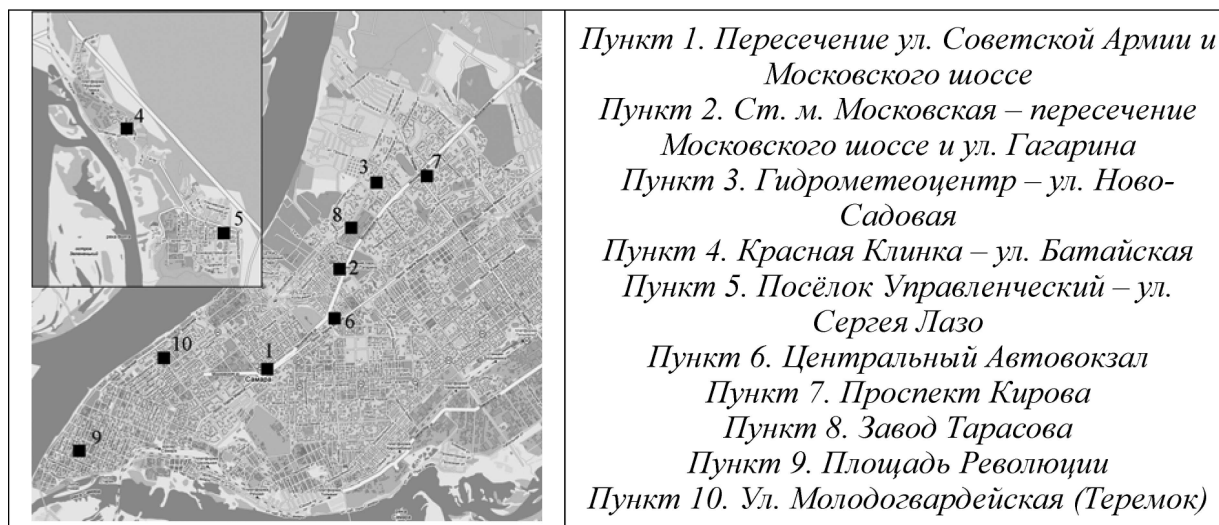 4
5
3
7
8
2
6
10
1
Самара
9
Пункт 1. Пересечение ул. Советской Армии и
Московского шоссе
Пункт 2. Ст. м. Московская – пересечение
Московского шоссе и ул. Гагарина
Пункт 3. Гидрометеоцентр – ул. Ново-
Садовая
Пункт 4. Красная Клинка – ул. Батайская
Пункт 5. Посёлок Управленческий – ул.
Сергея Лазо
Пункт 6. Центральный Автовокзал
Пункт 7. Проспект Кирова
Пункт 8. Завод Тарасова
Пункт 9. Площадь Революции
Пункт 10. Ул. Молодогвардейская (Теремок)